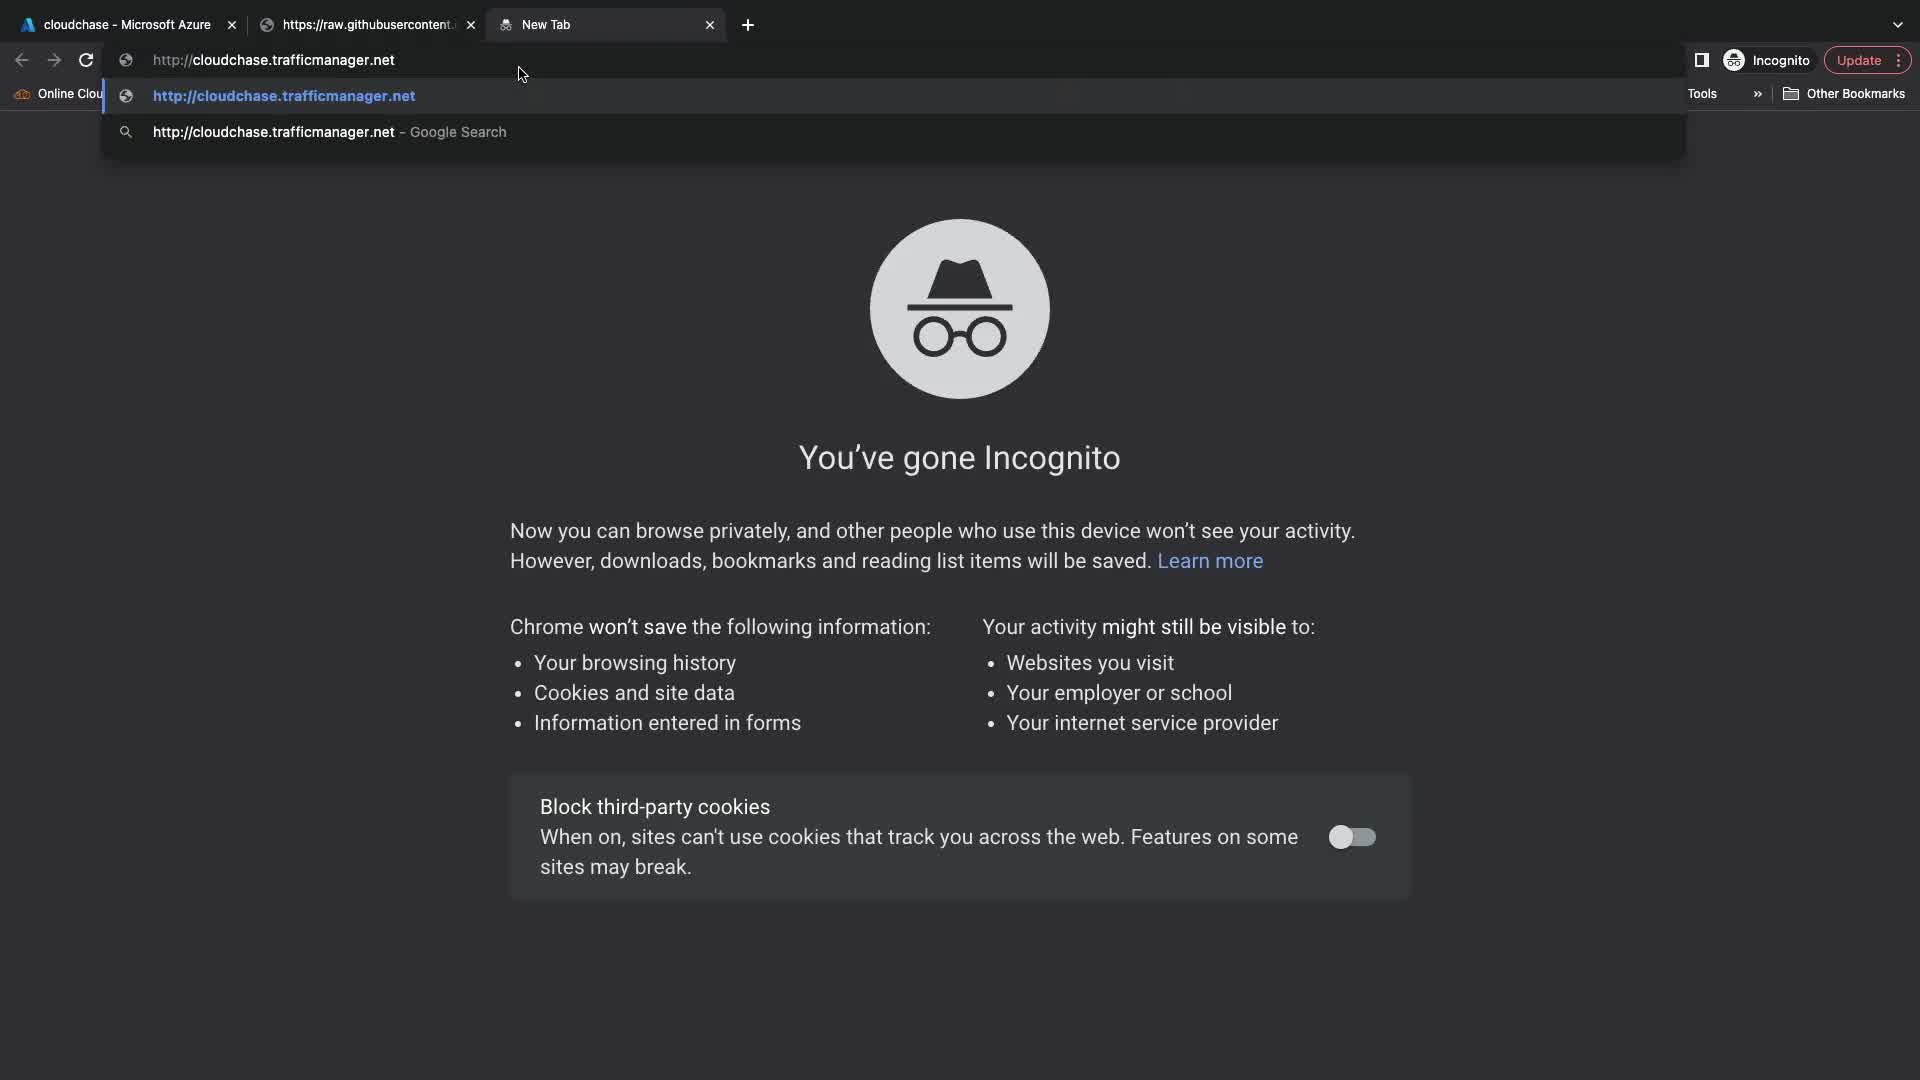 cloudchase - Microsoft Azure
https://raw.githubusercontent.
New Tab
http://cloudchase.trafficmanager.net
Incognito
Update
Online Clou
http://cloudchase.trafficmanager.net
Tools
»
Other Bookmarks
http://cloudchase.trafficmanager.net - Google Search
You’ve gone Incognito
Now you can browse privately, and other people who use this device won’t see your activity.
However, downloads, bookmarks and reading list items will be saved. Learn more
Chrome won’t save the following information:
• Your browsing history
• Cookies and site data
• Information entered in forms
Your activity might still be visible to:
• Websites you visit
• Your employer or school
• Your internet service provider
Block third-party cookies
When on, sites can't use cookies that track you across the web. Features on some
sites may break.